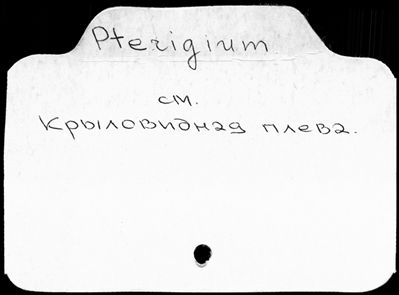 Pterigium
см.
Крыловидная плева.